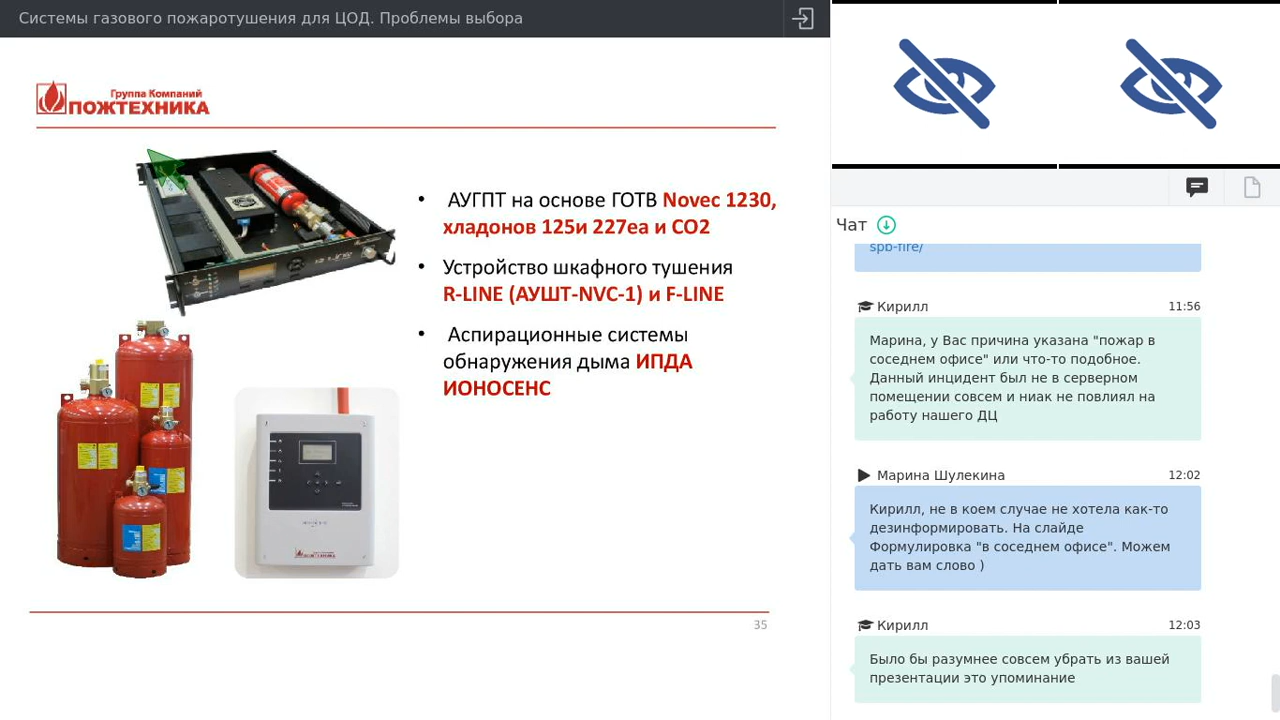 Системы газового пожаротушения для ЦОД. Проблемы выбора
Группа Компаний
ПОЖТЕХНИКА
• АУГПТ на основе ГОТВ Novec 1230,
хладонов 125и 227еа и СО2
• Устройство шкафного тушения
R-LINE (АУШТ-NVC-1) и F-LINE
• Аспирационные системы
обнаружения дыма ИПДА
ИОНОСЕНС
35
Чат
spb-fire/
Кирилл 11:56
Марина, у Вас причина указана "пожар в
соседнем офисе" или что-то подобное.
Данный инцидент был не в серверном
помещении совсем и ниак не повлиял на
работу нашего ДЦ
Марина Шулекина 12:02
Кирилл, не в коем случае не хотела как-то
дезинформировать. На слайде
Формулировка "в соседнем офисе". Можем
дать вам слово )
Кирилл 12:03
Было бы разумнее совсем убрать из вашей
презентации это упоминание